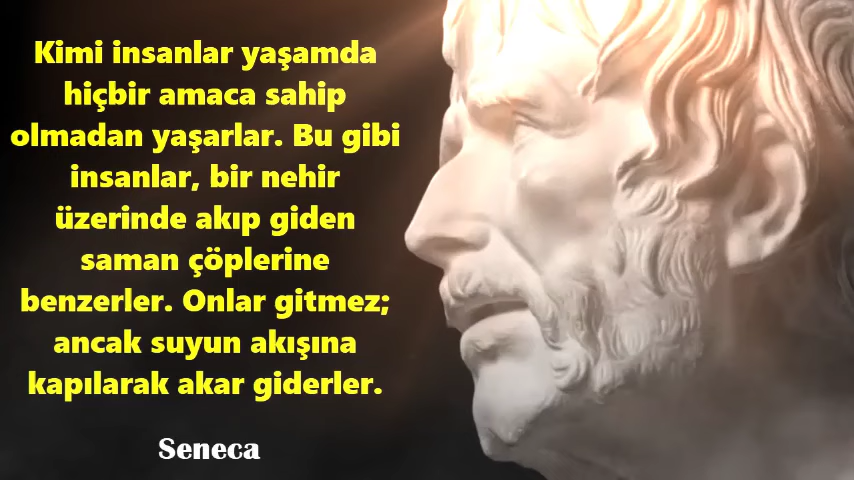 Kimi insanlar yaşamda
hiçbir amaca sahip
olmadan yaşarlar. Bu gibi
insanlar, bir nehir
üzerinde akıp giden
saman çöplerine
benzerler. Onlar gitmez;
ancak suyun akışına
kapılarak akar giderler.
Seneca